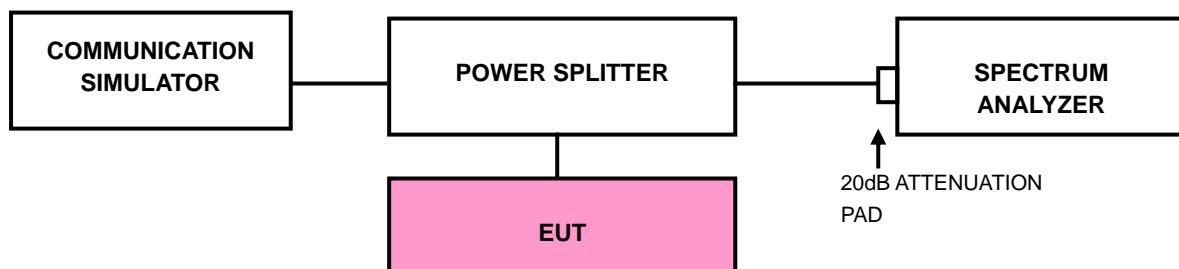 COMMUNICATION
SIMULATOR
POWER SPLITTER
SPECTRUM
ANALYZER
20dB ATTENUATION
PAD
EUT